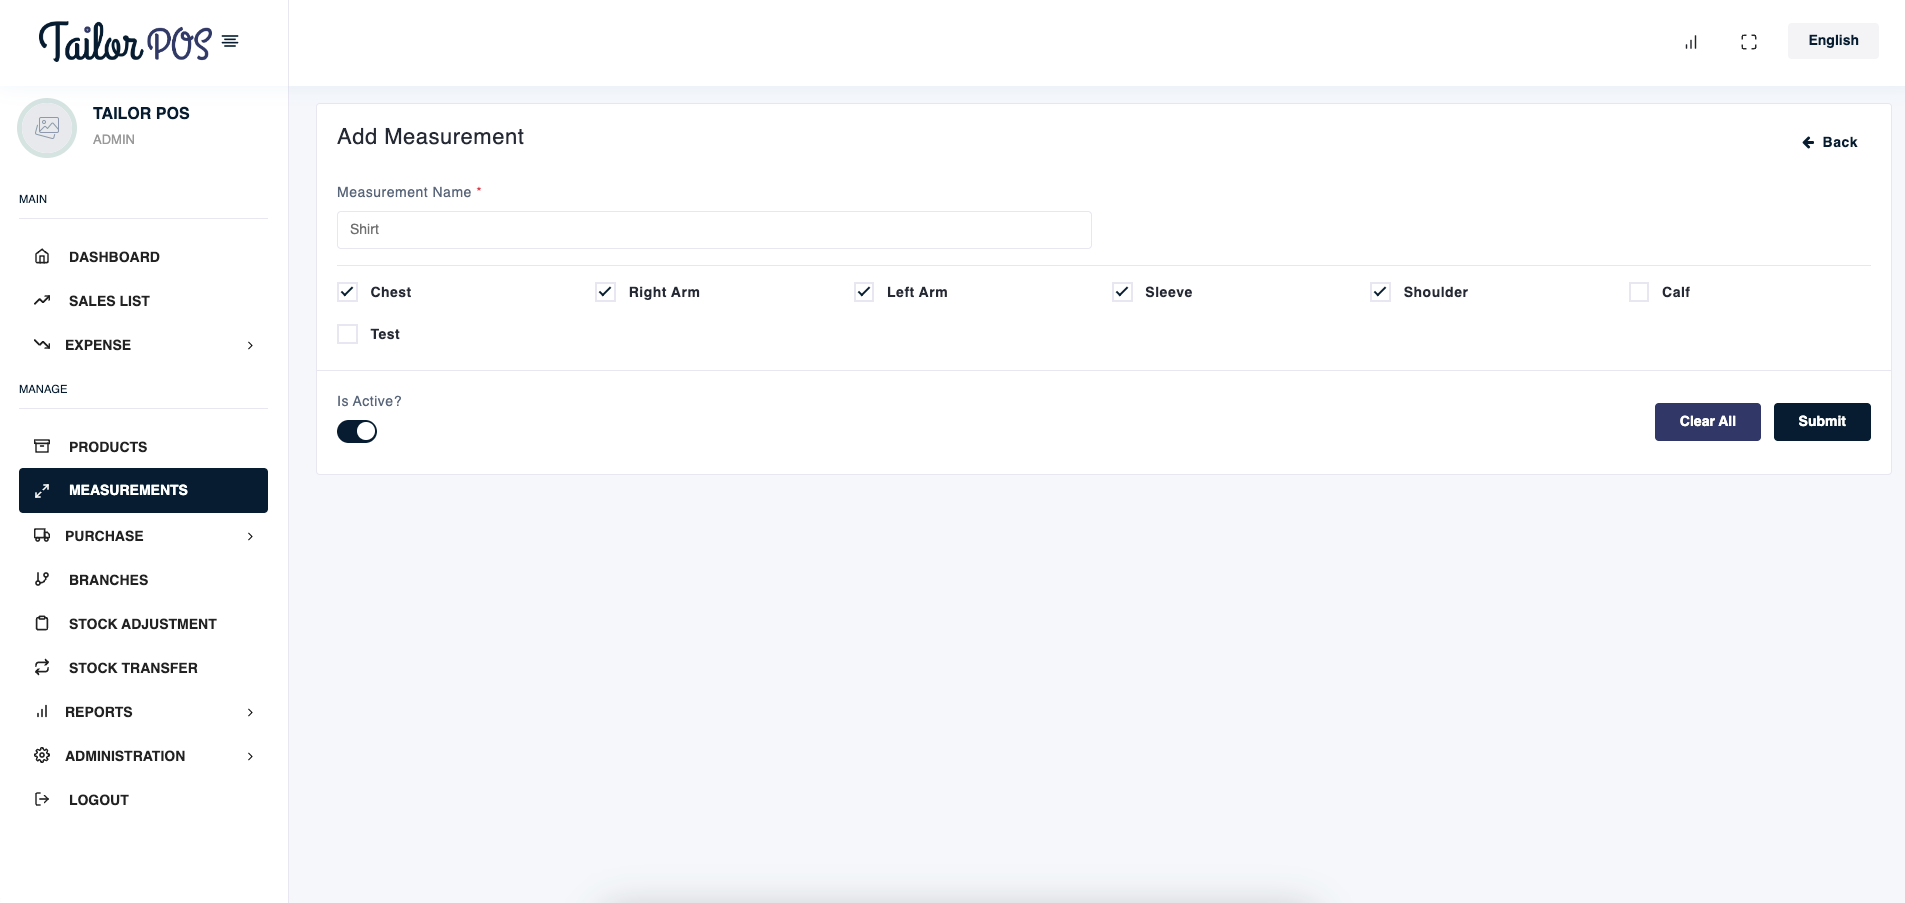 Tailor POS
English
TAILOR POS
ADMIN
MAIN
DASHBOARD
SALES LIST
EXPENSE
MANAGE
PRODUCTS
MEASUREMENTS
PURCHASE
BRANCHES
STOCK ADJUSTMENT
STOCK TRANSFER
REPORTS
ADMINISTRATION
LOGOUT
Add Measurement
Back
Measurement Name *
Shirt
Chest Right Arm Left Arm Sleeve Shoulder Calf
Test
Is Active?
Clear All Submit